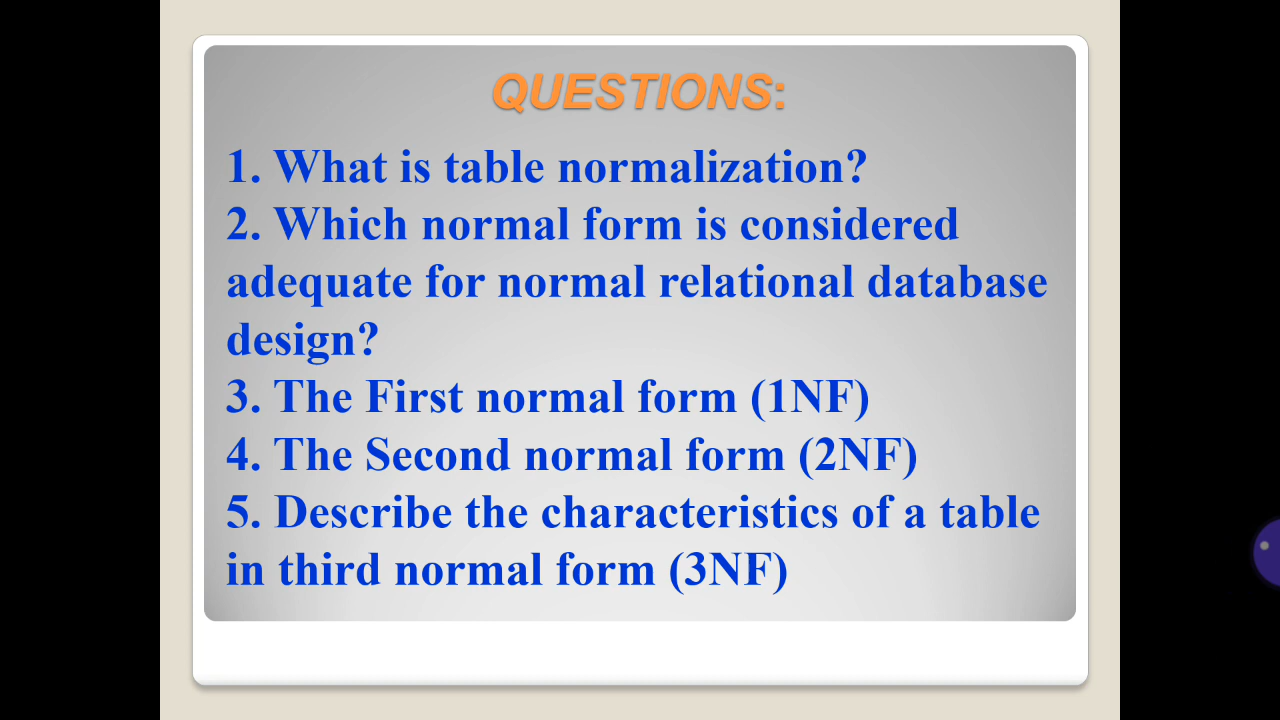 QUESTIONS:
1. What is table normalization?
2. Which normal form is considered
adequate for normal relational database
design?
3. The First normal form (1NF)
4. The Second normal form (2NF)
5. Describe the characteristics of a table
in third normal form (3NF)